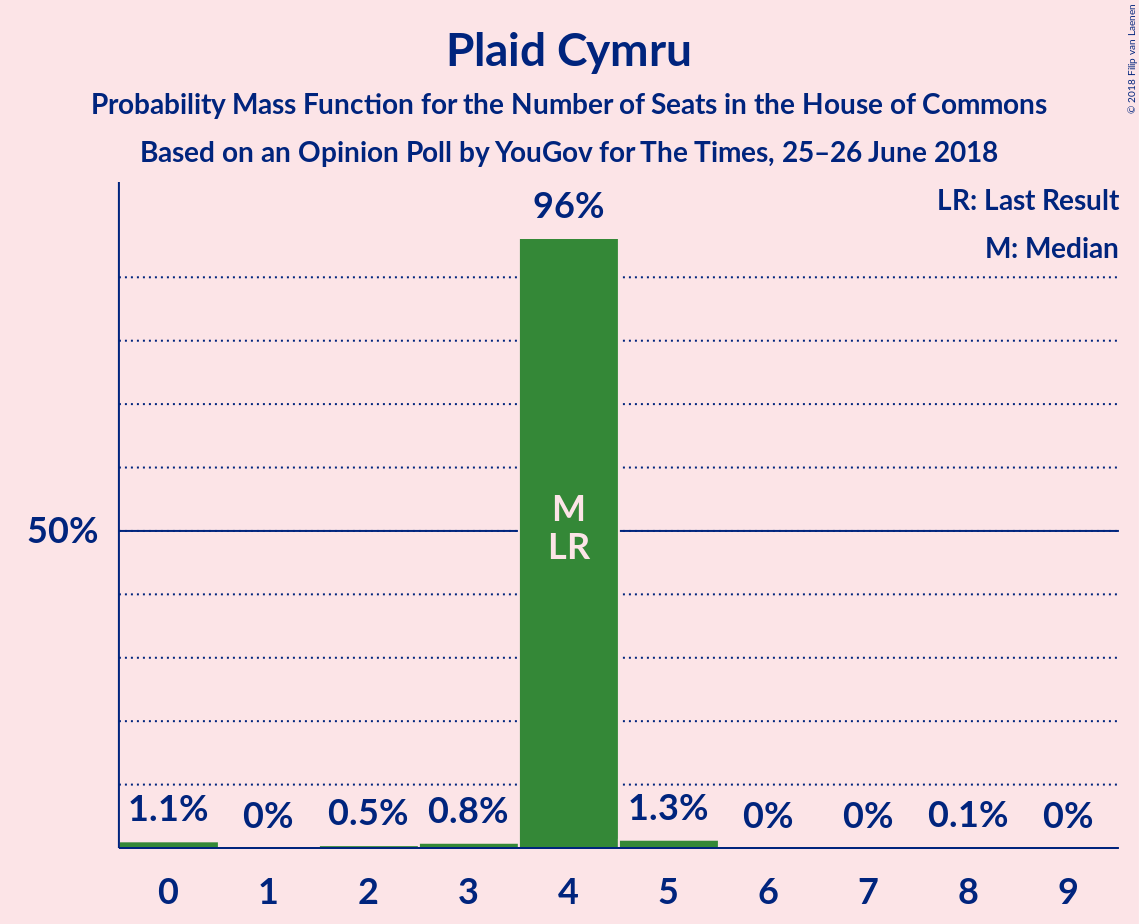 Plaid Cymru
Probability Mass Function for the Number of Seats in the House of Commons
Based on an Opinion Poll by YouGov for The Times, 25–26 June 2018
© 2018 Filip van Laenen
LR: Last Result
M: Median
96%
50%
M
LR
1.1% 0% 0.5% 0.8% 1.3% 0% 0% 0.1% 0%
0 1 2 3 4 5 6 7 8 9